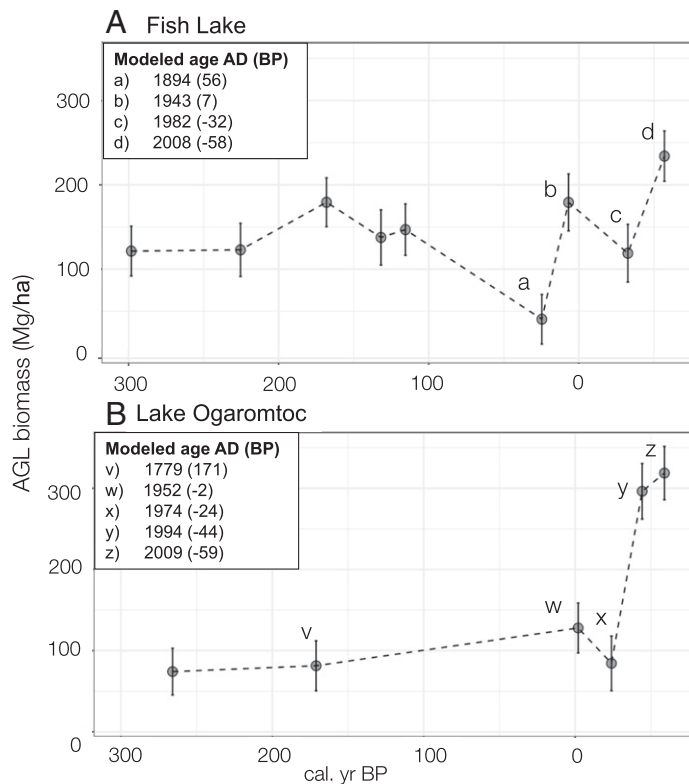 A Fish Lake
Modeled age AD (BP)
a) 1894 (56)
b) 1943 (7)
c) 1982 (-32)
d) 2008 (-58)
300
200
100
0
a
b
c
d
300 200 100 0
AGL biomass (Mg/ha)
B Lake Ogaromtoc
Modeled age AD (BP)
v) 1779 (171)
w) 1952 (-2)
x) 1974 (-24)
y) 1994 (-44)
z) 2009 (-59)
300
200
100
0
v
w
x
y
z
300 200 100 0
cal. yr BP